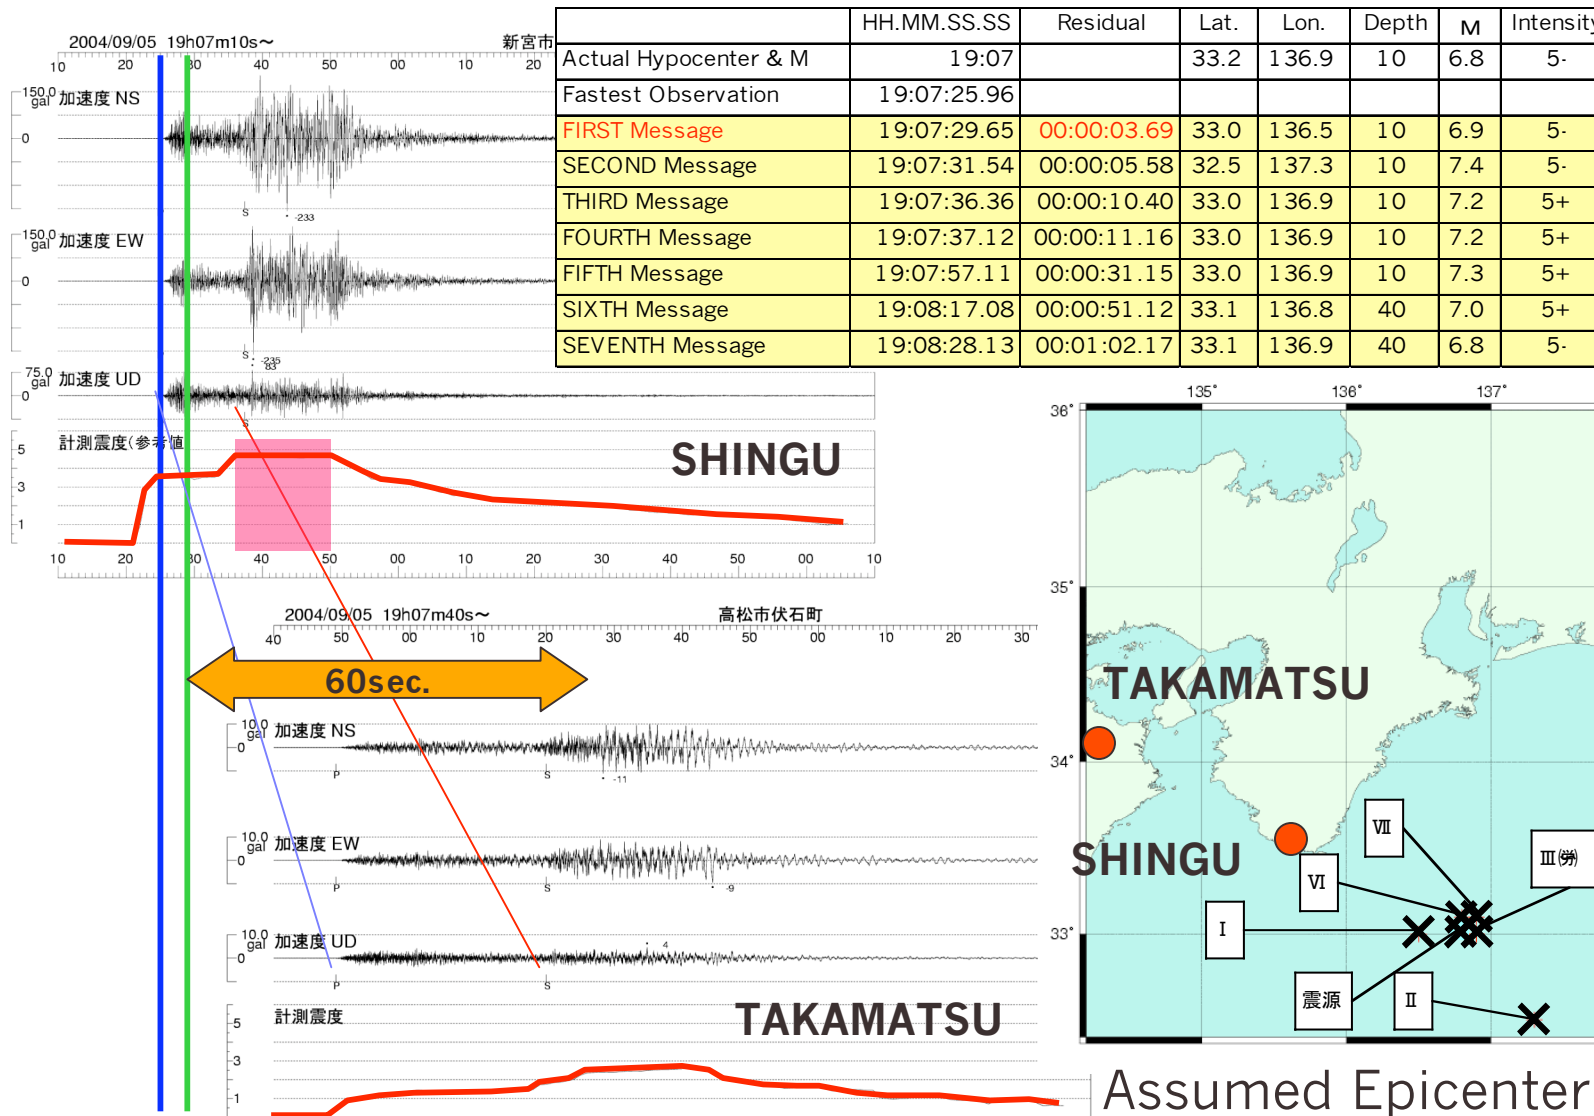 HH.MM.SS.SS Residual Lat. Lon. Depth M Intensity
Actual Hypocenter & M 19:07 33.2 136.9 10 6.8 5-
Fastest Observation 19:07:25.96
FIRST Message 19:07:29.65 00:00:03.69 33.0 136.5 10 6.9 5-
SECOND Message 19:07:31.54 00:00:05.58 32.5 137.3 10 7.4 5-
THIRD Message 19:07:36.36 00:00:10.40 33.0 136.9 10 7.2 5+
FOURTH Message 19:07:37.12 00:00:11.16 33.0 136.9 10 7.2 5+
FIFTH Message 19:07:57.11 00:00:31.15 33.0 136.9 10 7.3 5+
SIXTH Message 19:08:17.08 00:00:51.12 33.1 136.8 40 7.0 5+
SEVENTH Message 19:08:28.13 00:01:02.17 33.1 136.9 40 6.8 5-
2004/09/05 19h07m10s～ 新宮市
10 20 30 40 50 00 10 20
150.0
gal 加速度 NS
0
S
-233
150.0
gal 加速度 EW
0
S
-235
83
75.0
gal 加速度 UD
0
S
計測震度(参考値
5
3
1
SHINGU
10 20 30 40 50 00 10 20 30 40 50 00 10
2004/09/05 19h07m40s～ 高松市伏石町
40 50 00 10 20 30 40 50 00 10 20 30
60sec.
10.0
gal 加速度 NS
0
P S
-11
10.0
gal 加速度 EW
0
P S
-9
10.0
gal 加速度 UD
0
4
P S
計測震度
5
3
1
TAKAMATSU
135° 136° 137°
36°
35°
34°
33°
TAKAMATSU
SHINGU
Ⅶ
Ⅵ
Ⅲ
Ⅰ
震源
Ⅱ
Assumed Epicenter